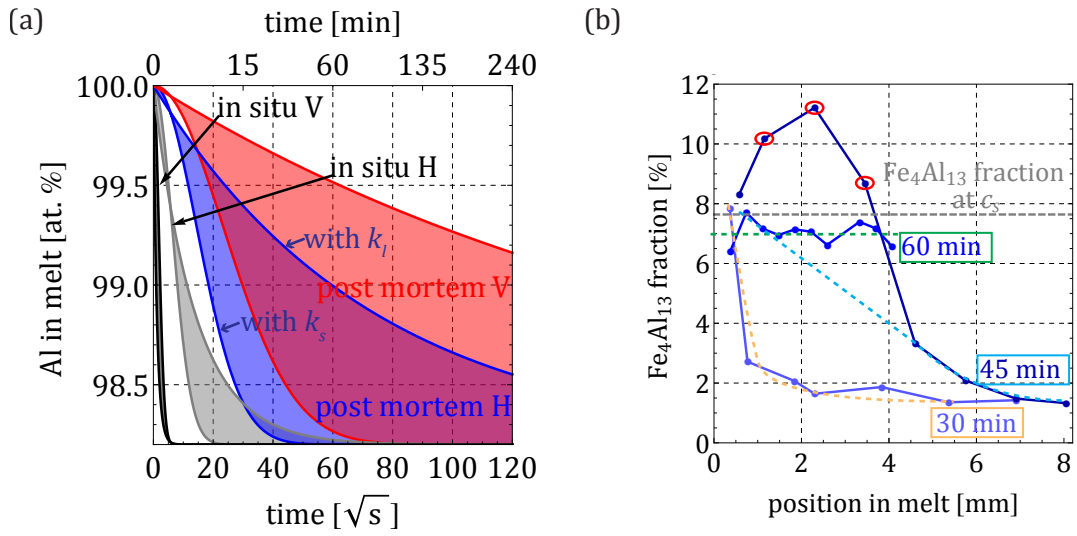 (a)
time [min]
0 15 60 135 240
100.0
99.5
99.0
98.5
Al in melt [at. %]
in situ V
in situ H
with k_l
post mortem V
with k_s
post mortem H
0 20 40 60 80 100 120
time [√s]
(b)
12
10
8
6
4
2
0
Fe₄Al₁₃ fraction [%]
Fe₄Al₁₃ fraction
at c_s
60 min
45 min
30 min
0 2 4 6 8
position in melt [mm]